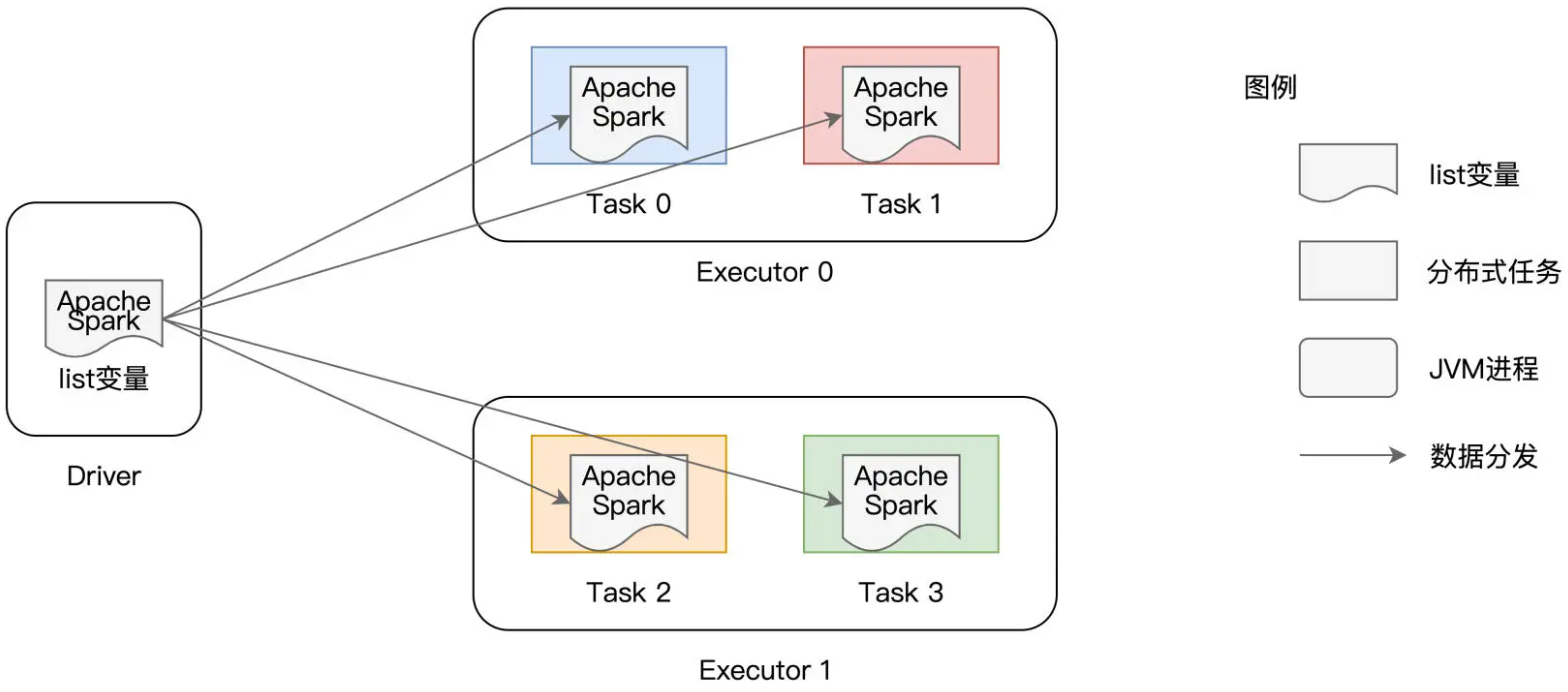 Apache
Spark
list变量
Driver
Apache
Spark
Task 0
Apache
Spark
Task 1
Executor 0
Apache
Spark
Task 2
Apache
Spark
Task 3
Executor 1
图例
list变量
分布式任务
JVM进程
数据分发